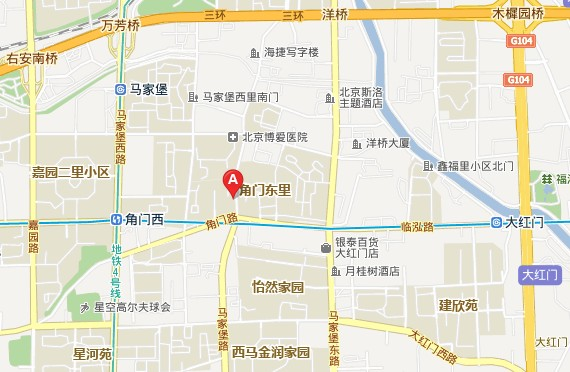 三环
洋桥
三环
木樨园桥
万芳桥
G104
右安南桥
海捷写字楼
G104
马家堡
马家堡西里南门
北京斯洛
主题酒店
马家堡西路
北京博爱医院
洋桥大厦
鑫福里小区北门
嘉园二里小区
A
角门东里
福海
嘉园路
角门西
角门路
临泓路
大红门
地铁4号线
银泰百货
大红门店
月桂树酒店
大红门
怡然家园
星空高尔夫球会
建欣苑
马家堡路
马家堡东路
大红门西路
星河苑
西马金润家园